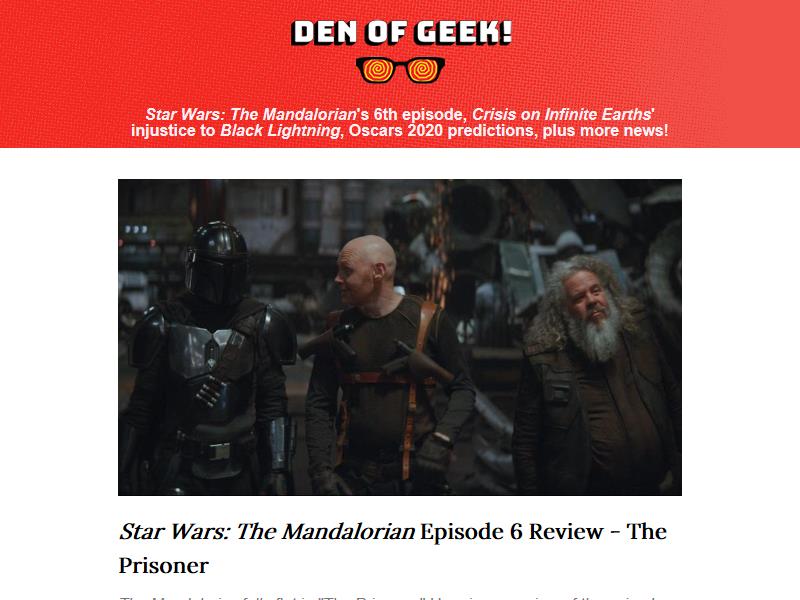 DEN OF GEEK!
Star Wars: The Mandalorian's 6th episode, Crisis on Infinite Earths'
injustice to Black Lightning, Oscars 2020 predictions, plus more news!
Star Wars: The Mandalorian Episode 6 Review – The
Prisoner